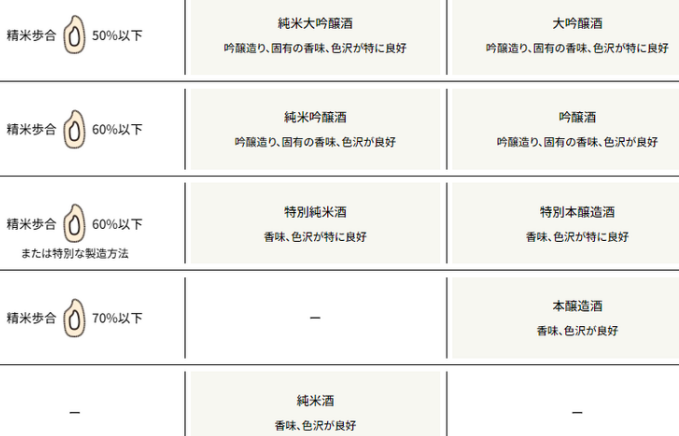 純米大吟醸酒
大吟醸酒
精米歩合 50%以下
吟醸造り、固有の香味、色沢が特に良好
吟醸造り、固有の香味、色沢が特に良好
純米吟醸酒
吟醸酒
精米歩合 60%以下
吟醸造り、固有の香味、色沢が良好
吟醸造り、固有の香味、色沢が良好
特別純米酒
特別本醸造酒
精米歩合 60%以下
または特別な製造方法
香味、色沢が特に良好
香味、色沢が特に良好
精米歩合 70%以下
–
本醸造酒
香味、色沢が良好
–
純米酒
香味、色沢が良好
–